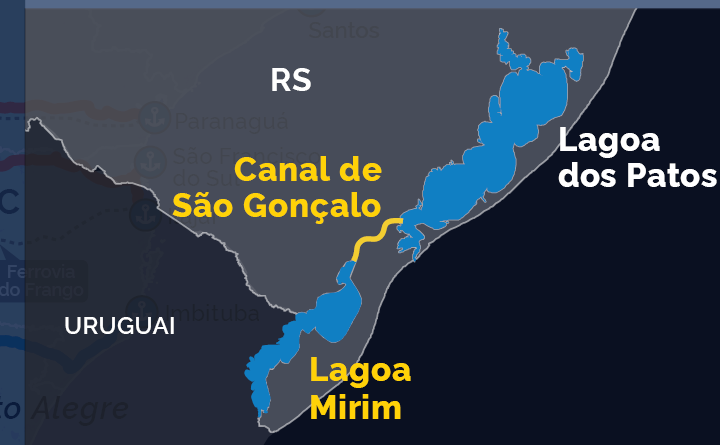 Santos
RS
Paranaguá
Lagoa
dos Patos
São Francisco
do Sul
Canal de
São Gonçalo
C
Ferrovia
do Frango
Imbituba
URUGUAI
Lagoa
Mirim
to Alegre